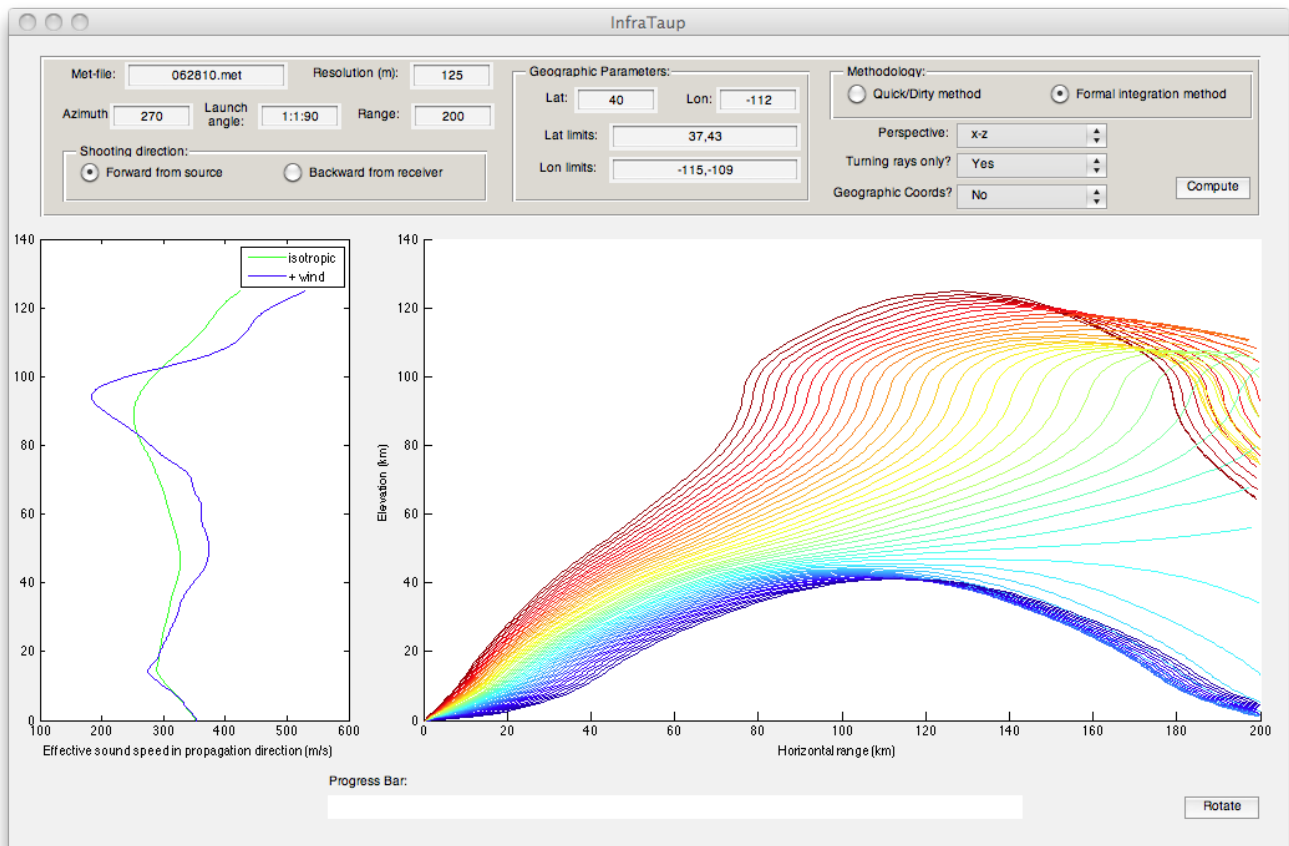 InfraTaup
Met-file: 062810.met Resolution (m): 125
Azimuth 270 Launch angle: 1:1:90 Range: 200
Shooting direction:
Forward from source Backward from receiver
Geographic Parameters:
Lat: 40 Lon: -112
Lat limits: 37,43
Lon limits: -115,-109
Methodology:
Quick/Dirty method Formal integration method
Perspective: x-z
Turning rays only? Yes
Geographic Coords? No
Compute
140
120
100
80
60
40
20
0
100 200 300 400 500 600
isotropic
+ wind
Effective sound speed in propagation direction (m/s)
140
120
100
80
60
40
20
0
Elevation (km)
0 20 40 60 80 100 120 140 160 180 200
Horizontal range (km)
Progress Bar:
Rotate